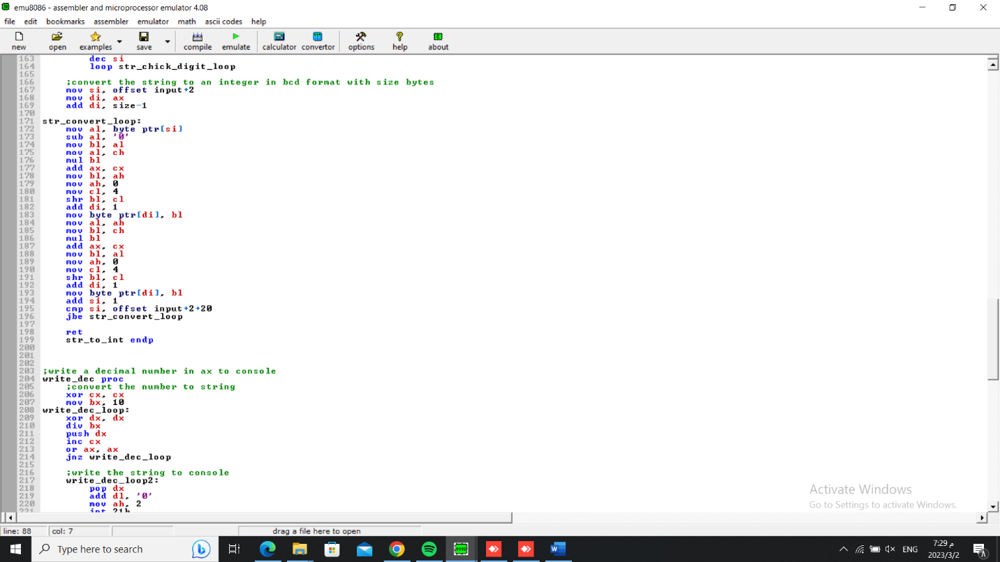 emu8086 - assembler and microprocessor emulator 4.08
file edit bookmarks assembler emulator math ascii codes help
new open examples save compile emulate calculator convertor options help about
163 dec si
164 loop str_chick_digit_loop
165
166 ;convert the string to an integer in bcd format with size bytes
167 mov si, offset input+2
168 mov di, ax
169 add di, size-1
170
171 str_convert_loop:
172 mov al, byte ptr[si]
173 sub al, '0'
174 mov bl, al
175 mov al, ch
176 mul bl
177 add ax, cx
178 mov bl, ah
179 mov ah, 0
180 mov cl, 4
181 shr bl, cl
182 add di, 1
183 mov byte ptr[di], bl
184 mov al, ah
185 mov bl, ch
186 mul bl
187 add ax, cx
188 mov bl, al
189 mov ah, 0
190 mov cl, 4
191 shr bl, cl
192 add di, 1
193 mov byte ptr[di], bl
194 add si, 1
195 cmp si, offset input+2+20
196 jbe str_convert_loop
197
198 ret
199 str_to_int endp
200
201
202
203 ;write a decimal number in ax to console
204 write_dec proc
205 ;convert the number to string
206 xor cx, cx
207 mov bx, 10
208 write_dec_loop:
209 xor dx, dx
210 div bx
211 push dx
212 inc cx
213 or ax, ax
214 jnz write_dec_loop
215
216 ;write the string to console
217 write_dec_loop2:
218 pop dx
219 add dl, '0'
220 mov ah, 2
221 int 21h
Activate Windows
Go to Settings to activate Windows.
line: 88 col: 7 drag a file here to open
Type here to search
ENG
7:29 م
2023/3/2